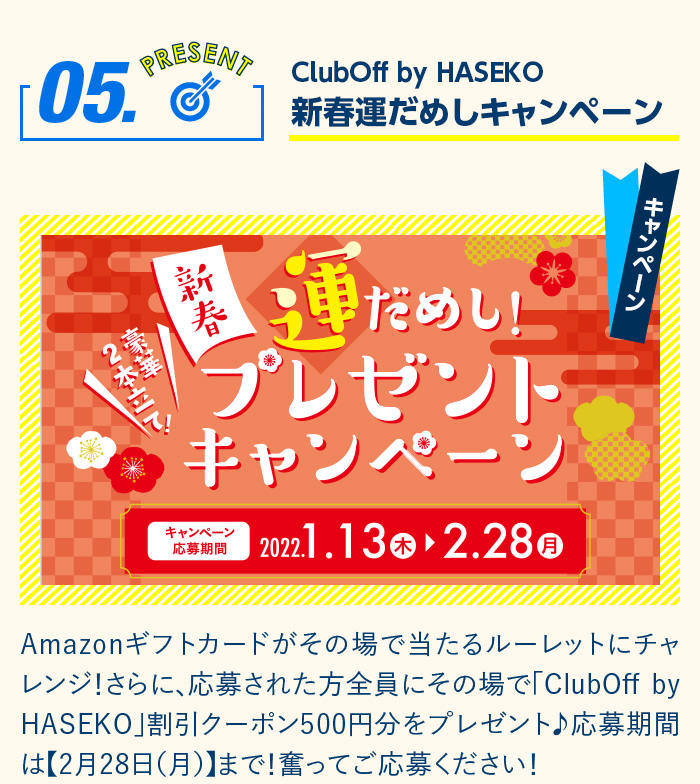 05.
PRESENT
ClubOff by HASEKO
新春運だめしキャンペーン
キャンペーン
新春
運だめし!
豪華
2本立て!
プレゼント
キャンペーン
キャンペーン
応募期間
2022.1.13木▶2.28月
Amazonギフトカードがその場で当たるルーレットにチャ
レンジ!さらに、応募された方全員にその場で「ClubOff by
HASEKO」割引クーポン500円分をプレゼント♪応募期間
は【2月28日(月)】まで!奮ってご応募ください!